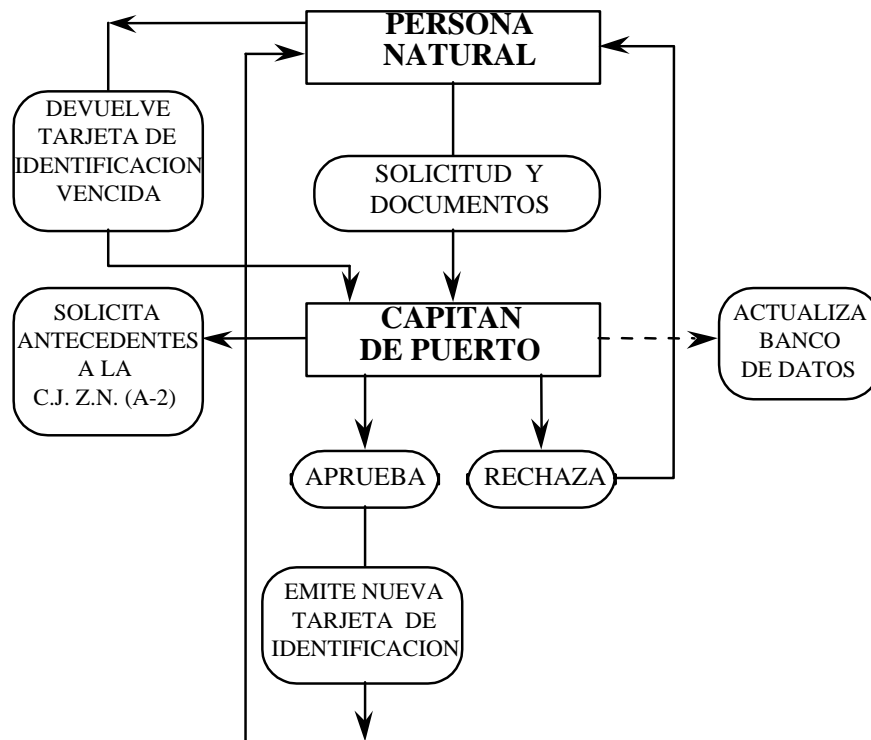 PERSONA
NATURAL
DEVUELVE
TARJETA DE
IDENTIFICACION
VENCIDA
SOLICITUD Y
DOCUMENTOS
SOLICITA
ANTECEDENTES
A LA
C.J. Z.N. (A-2)
CAPITAN
DE PUERTO
ACTUALIZA
BANCO
DE DATOS
APRUEBA
RECHAZA
EMITE NUEVA
TARJETA DE
IDENTIFICACION